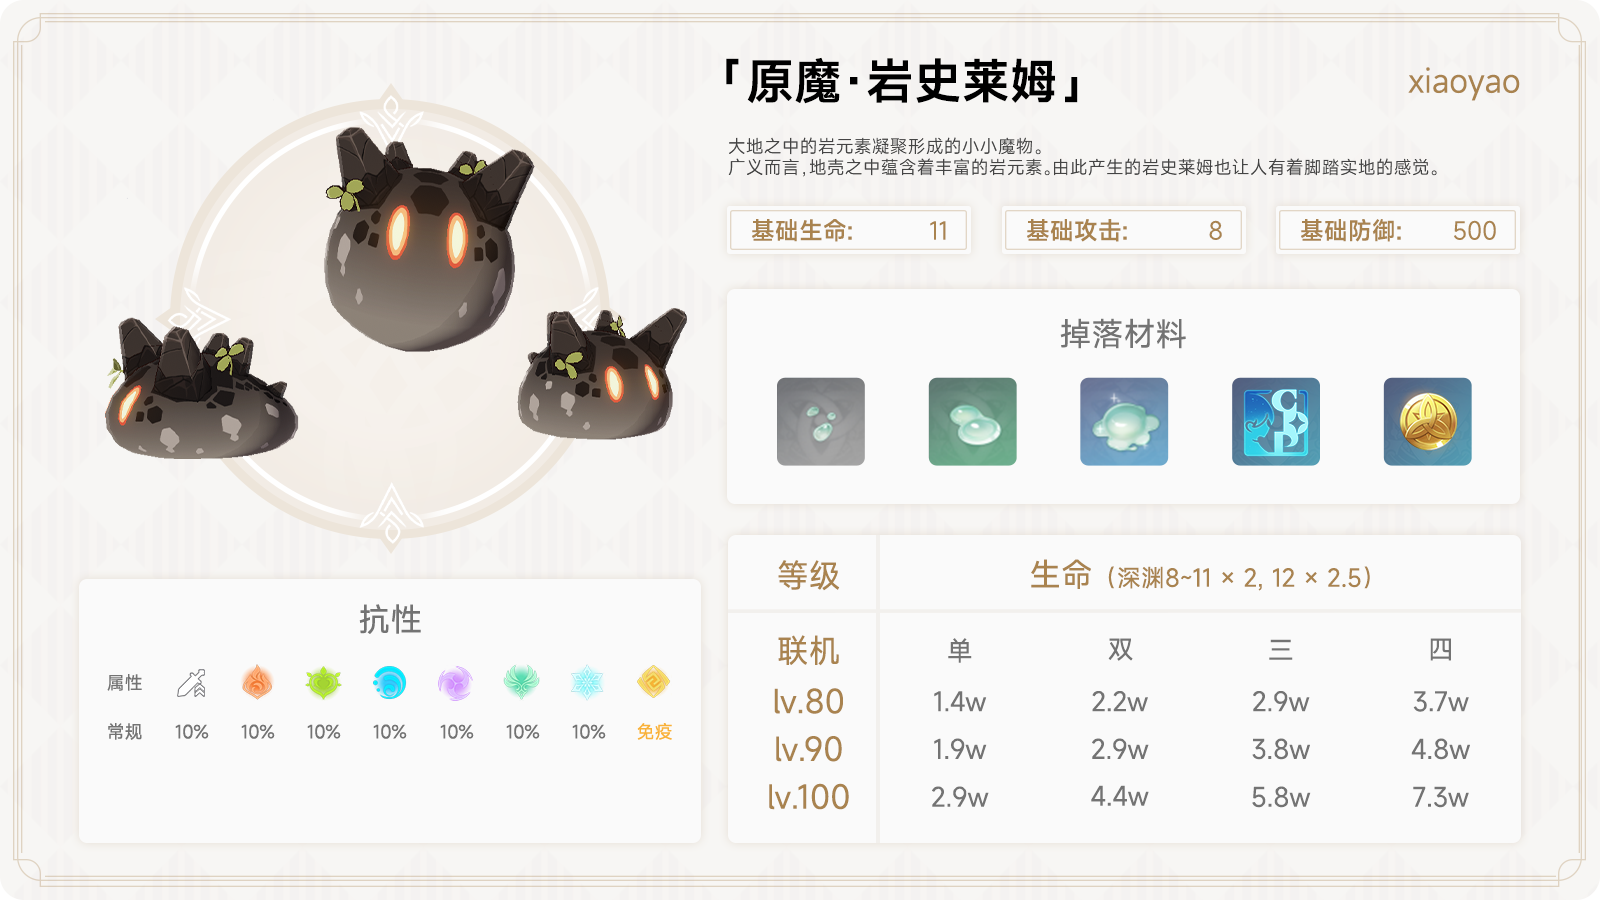 「原魔·岩史莱姆」
xiaoyao
大地之中的岩元素凝聚形成的小小魔物。
广义而言,地壳之中蕴含着丰富的岩元素。由此产生的岩史莱姆也让人有着脚踏实地的感觉。
基础生命: 11
基础攻击: 8
基础防御: 500
掉落材料
抗性
属性
常规 10% 10% 10% 10% 10% 10% 10% 免疫
等级 生命 (深渊8~11 × 2, 12 × 2.5)
联机 单 双 三 四
lv.80 1.4w 2.2w 2.9w 3.7w
lv.90 1.9w 2.9w 3.8w 4.8w
lv.100 2.9w 4.4w 5.8w 7.3w